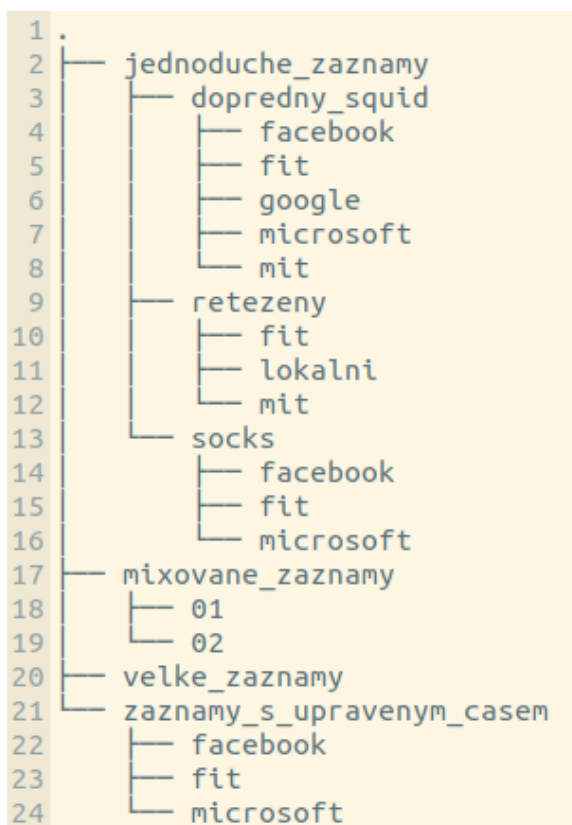 1 .
2 ├── jednoduche_zaznamy
3 │   ├── dopredny_squid
4 │   │   ├── facebook
5 │   │   ├── fit
6 │   │   ├── google
7 │   │   ├── microsoft
8 │   │   └── mit
9 │   ├── retezeny
10 │   │   ├── fit
11 │   │   ├── lokalni
12 │   │   └── mit
13 │   └── socks
14 │       ├── facebook
15 │       ├── fit
16 │       └── microsoft
17 ├── mixovane_zaznamy
18 │   ├── 01
19 │   └── 02
20 ├── velke_zaznamy
21 └── zaznamy_s_upravenym_casem
22     ├── facebook
23     ├── fit
24     └── microsoft